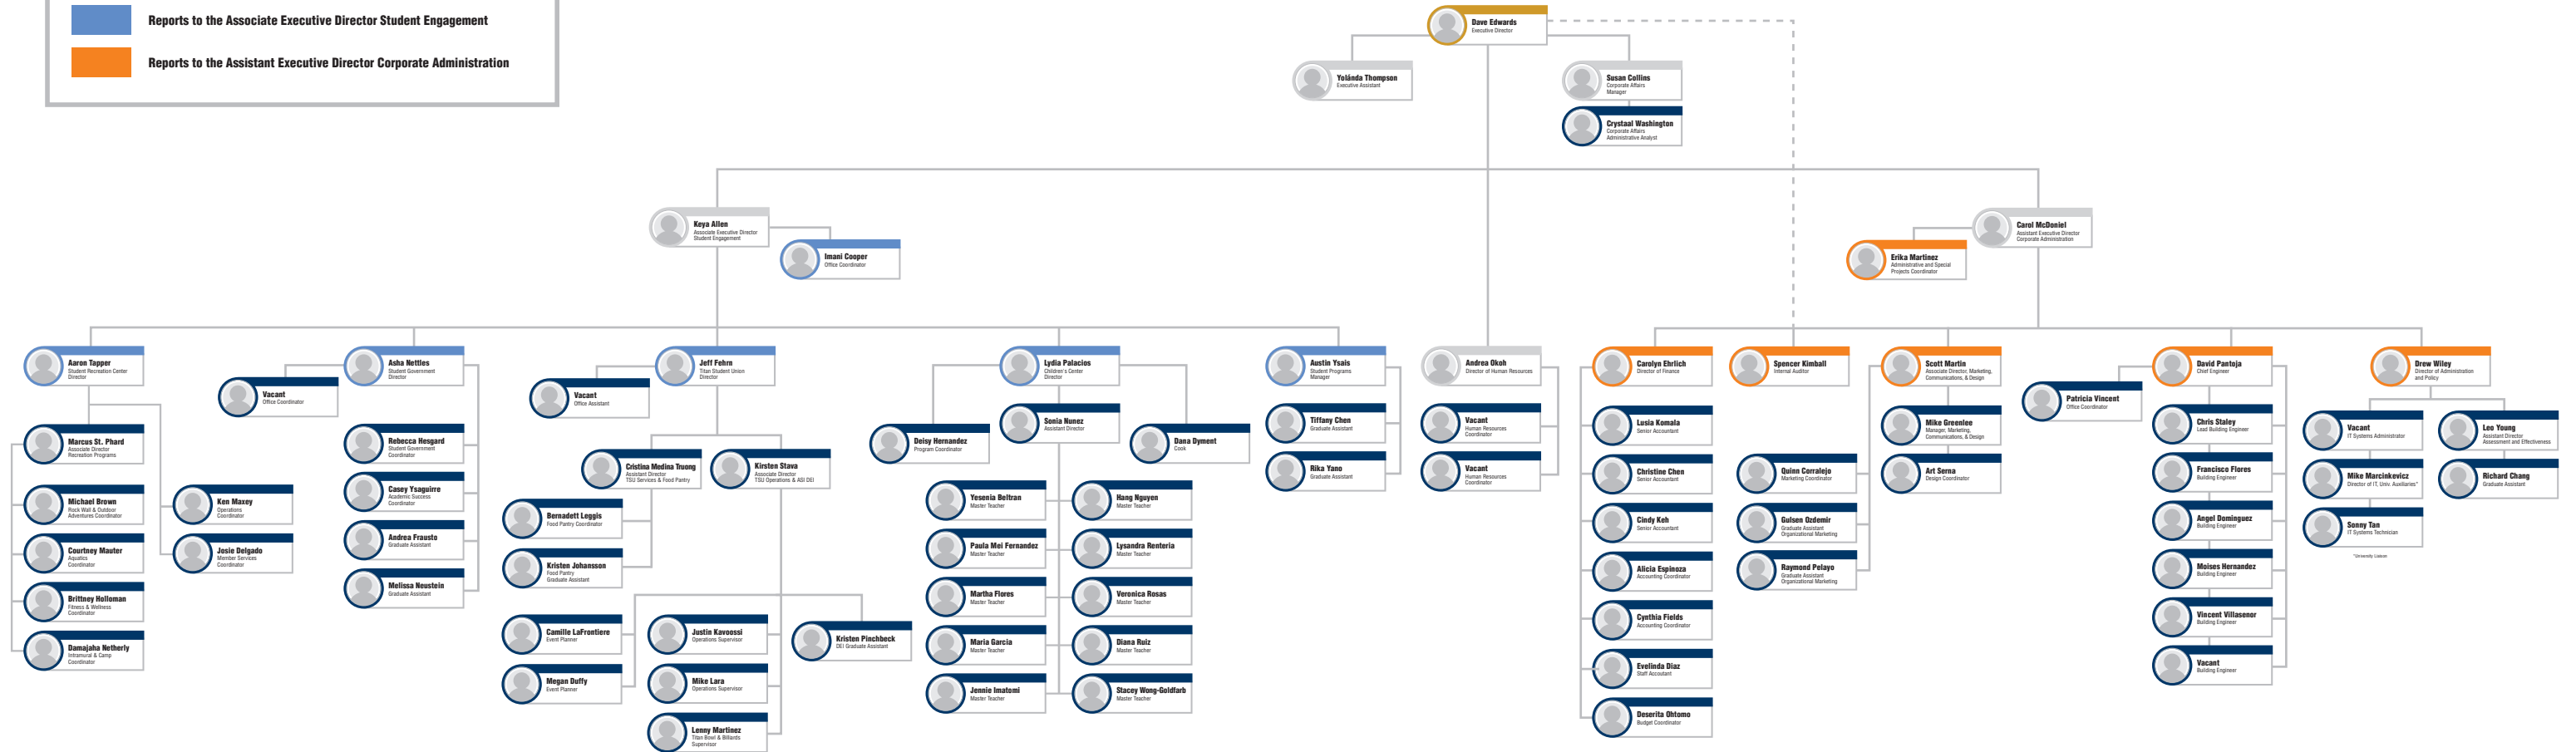 Reports to the Associate Executive Director Student Engagement
Reports to the Assistant Executive Director Corporate Administration
Dave Edwards
Executive Director
Yolánda Thompson
Executive Assistant
Susan Collins
Corporate Affairs
Manager
Crystaal Washington
Corporate Affairs
Administrative Analyst
Keya Allen
Associate Executive Director
Student Engagement
Imani Cooper
Office Coordinator
Carol McDoniel
Assistant Executive Director
Corporate Administration
Erika Martinez
Administrative and Special
Projects Coordinator
Aaron Tapper
Student Recreation Center
Director
Marcus St. Phard
Associate Director
Recreation Programs
Michael Brown
Rock Wall & Outdoor
Adventures Coordinator
Courtney Mauter
Aquatics
Coordinator
Brittney Holloman
Fitness & Wellness
Coordinator
Damajaha Netherly
Intramural & Camp
Coordinator
Ken Maxey
Operations
Coordinator
Josie Delgado
Member Services
Coordinator
Asha Nettles
Student Government
Director
Vacant
Office Coordinator
Rebecca Hesgard
Student Government
Coordinator
Casey Ysaguirre
Academic Success
Coordinator
Andrea Frausto
Graduate Assistant
Melissa Neustein
Graduate Assistant
Jeff Fehrn
Titan Student Union
Director
Vacant
Office Assistant
Cristina Medina Truong
Assistant Director
TSU Services & Food Pantry
Kirsten Stava
Associate Director
TSU Operations & ASI DEI
Bernadett Leggis
Food Pantry Coordinator
Kristen Johansson
Food Pantry
Graduate Assistant
Camille LaFrontiere
Event Planner
Megan Duffy
Event Planner
Justin Kavoossi
Operations Supervisor
Mike Lara
Operations Supervisor
Lenny Martinez
Titan Bowl & Billiards
Supervisor
Kristen Pinchbeck
DEI Graduate Assistant
Lydia Palacios
Children's Center
Director
Deisy Hernandez
Program Coordinator
Sonia Nunez
Assistant Director
Dana Dyment
Cook
Yesenia Beltran
Master Teacher
Hang Nguyen
Master Teacher
Paula Mei Fernandez
Master Teacher
Lysandra Renteria
Master Teacher
Martha Flores
Master Teacher
Veronica Rosas
Master Teacher
Maria Garcia
Master Teacher
Diana Ruiz
Master Teacher
Jennie Imatomi
Master Teacher
Stacey Wong-Goldfarb
Master Teacher
Austin Ysais
Student Programs
Manager
Tiffany Chen
Graduate Assistant
Rika Yano
Graduate Assistant
Andrea Okoh
Director of Human Resources
Vacant
Human Resources
Coordinator
Vacant
Human Resources
Coordinator
Carolyn Ehrlich
Director of Finance
Lusia Komala
Senior Accountant
Christine Chen
Senior Accountant
Cindy Keh
Senior Accountant
Alicia Espinoza
Accounting Coordinator
Cynthia Fields
Accounting Coordinator
Evelinda Diaz
Staff Accoutant
Deserita Ohtomo
Budget Coordinator
Spencer Kimball
Internal Auditor
Scott Martin
Associate Director, Marketing,
Communications, & Design
Mike Greenlee
Manager, Marketing,
Communications, & Design
Art Serna
Design Coordinator
Quinn Corralejo
Marketing Coordinator
Gulsen Ozdemir
Graduate Assistant
Organizational Marketing
Raymond Pelayo
Graduate Assistant
Organizational Marketing
David Pantoja
Chief Engineer
Patricia Vincent
Office Coordinator
Chris Staley
Lead Building Engineer
Francisco Flores
Building Engineer
Angel Dominguez
Building Engineer
Moises Hernandez
Building Engineer
Vincent Villasenor
Building Engineer
Vacant
Building Engineer
Drew Wiley
Director of Administration
and Policy
Vacant
IT Systems Administrator
Mike Marcinkevicz
Director of IT, Univ. Auxiliaries*
Sonny Tan
IT Systems Technician
*University Liaison
Leo Young
Assistant Director
Assessment and Effectiveness
Richard Chang
Graduate Assistant